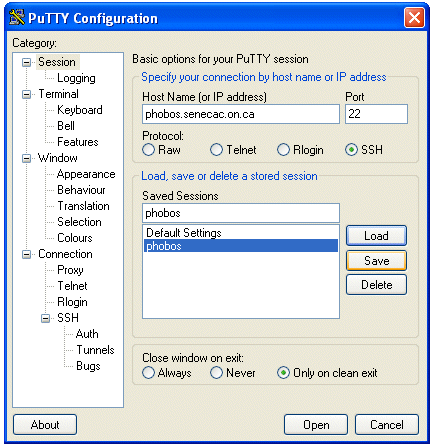 PuTTY Configuration
Category:
Session
Logging
Terminal
Keyboard
Bell
Features
Window
Appearance
Behaviour
Translation
Selection
Colours
Connection
Proxy
Telnet
Rlogin
SSH
Auth
Tunnels
Bugs
Basic options for your PuTTY session
Specify your connection by host name or IP address
Host Name (or IP address) Port
phobos.senecac.on.ca 22
Protocol:
Raw Telnet Rlogin SSH
Load, save or delete a stored session
Saved Sessions
phobos
Default Settings
phobos
Load
Save
Delete
Close window on exit:
Always Never Only on clean exit
About Open Cancel